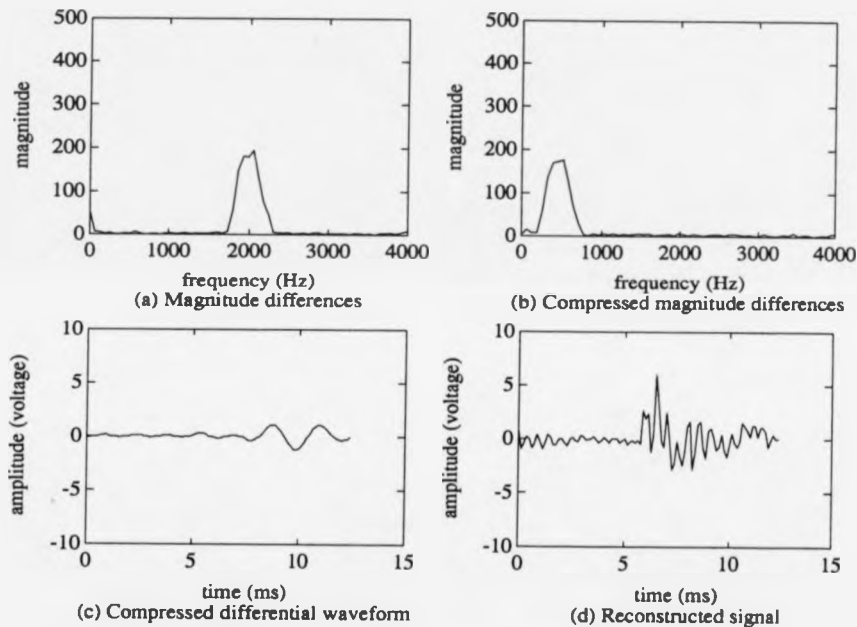 500
400
300
200
100
0
magnitude
0 1000 2000 3000 4000
frequency (Hz)
(a) Magnitude differences
500
400
300
200
100
0
magnitude
0 1000 2000 3000 4000
frequency (Hz)
(b) Compressed magnitude differences
10
5
0
-5
-10
amplitude (voltage)
0 5 10 15
time (ms)
(c) Compressed differential waveform
10
5
0
-5
-10
amplitude (voltage)
0 5 10 15
time (ms)
(d) Reconstructed signal